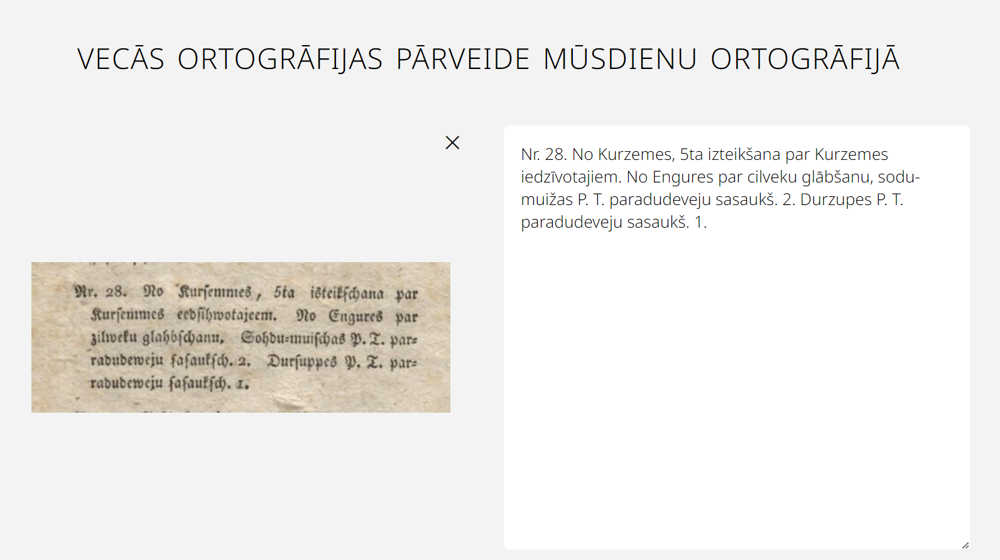 VECĀS ORTOGRĀFIJAS PĀRVEIDE MŪSDIENU ORTOGRĀFIJĀ
Nr. 28. No Kurſemmes, 5ta isteikſchana par
Kurſemmes eedſihwotajeem. No Engures par
zilweku glahbſchanu, Sohdu-muiſchas P. T. par-
radudeweju ſaſaukſch. 2. Durſuppes P. T. par-
radudeweju ſaſaukſch. 1.
Nr. 28. No Kurzemes, 5ta izteikšana par Kurzemes
iedzīvotajiem. No Engures par cilveku glābšanu, sodu-
muižas P. T. paradudeveju sasaukš. 2. Durzupes P. T.
paradudeveju sasaukš. 1.